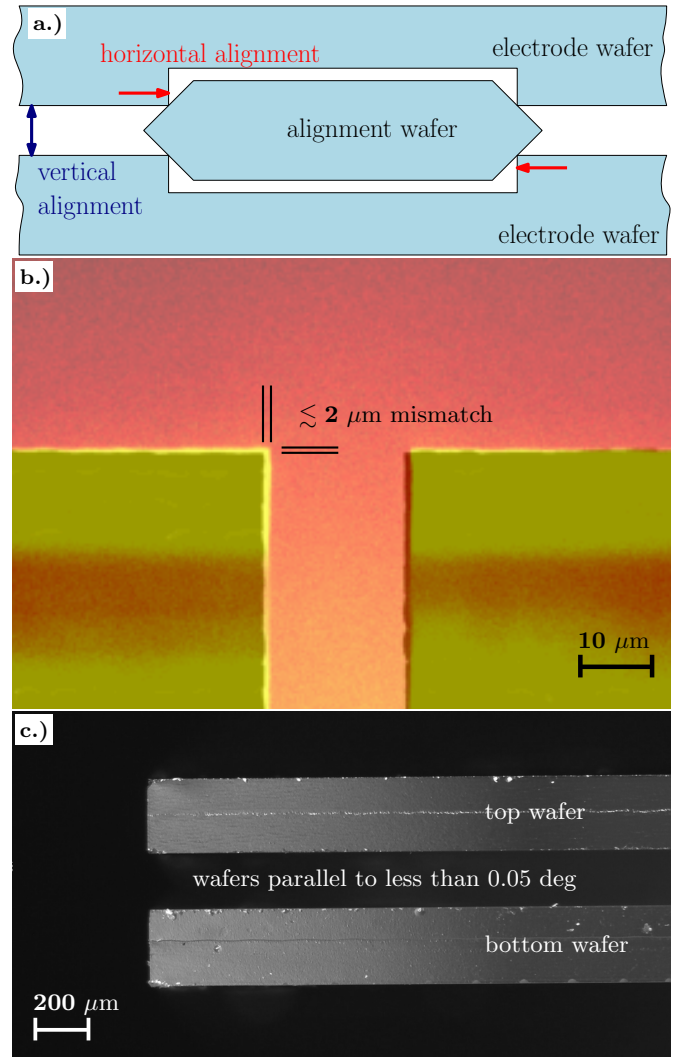 a.)
electrode wafer
horizontal alignment
alignment wafer
vertical
alignment
electrode wafer
b.)
≲ 2 μm mismatch
10 μm
c.)
top wafer
wafers parallel to less than 0.05 deg
bottom wafer
200 μm